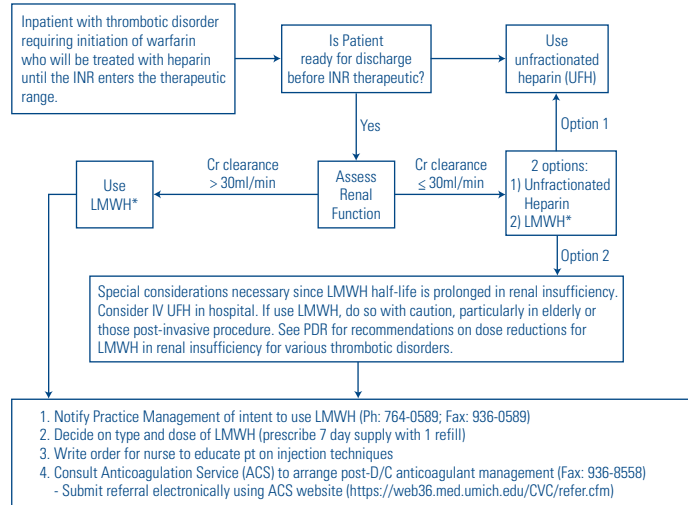 Inpatient with thrombotic disorder
requiring initiation of warfarin
who will be treated with heparin
until the INR enters the therapeutic
range.
Is Patient
ready for discharge
before INR therapeutic?
Use
unfractionated
heparin (UFH)
Yes
Option 1
Use
LMWH*
Cr clearance
> 30ml/min
Assess
Renal
Function
Cr clearance
≤ 30ml/min
2 options:
1) Unfractionated
Heparin
2) LMWH*
Option 2
Special considerations necessary since LMWH half-life is prolonged in renal insufficiency.
Consider IV UFH in hospital. If use LMWH, do so with caution, particularly in elderly or
those post-invasive procedure. See PDR for recommendations on dose reductions for
LMWH in renal insufficiency for various thrombotic disorders.
1. Notify Practice Management of intent to use LMWH (Ph: 764-0589; Fax: 936-0589)
2. Decide on type and dose of LMWH (prescribe 7 day supply with 1 refill)
3. Write order for nurse to educate pt on injection techniques
4. Consult Anticoagulation Service (ACS) to arrange post-D/C anticoagulant management (Fax: 936-8558)
- Submit referral electronically using ACS website (https://web36.med.umich.edu/CVC/refer.cfm)